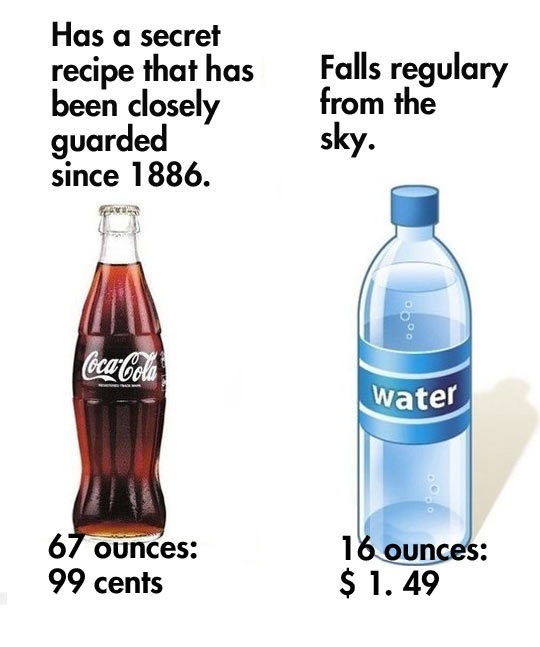 Has a secret
recipe that has
been closely
guarded
since 1886.
Falls regulary
from the
sky.
Coca-Cola
water
67 ounces:
99 cents
16 ounces:
$ 1. 49